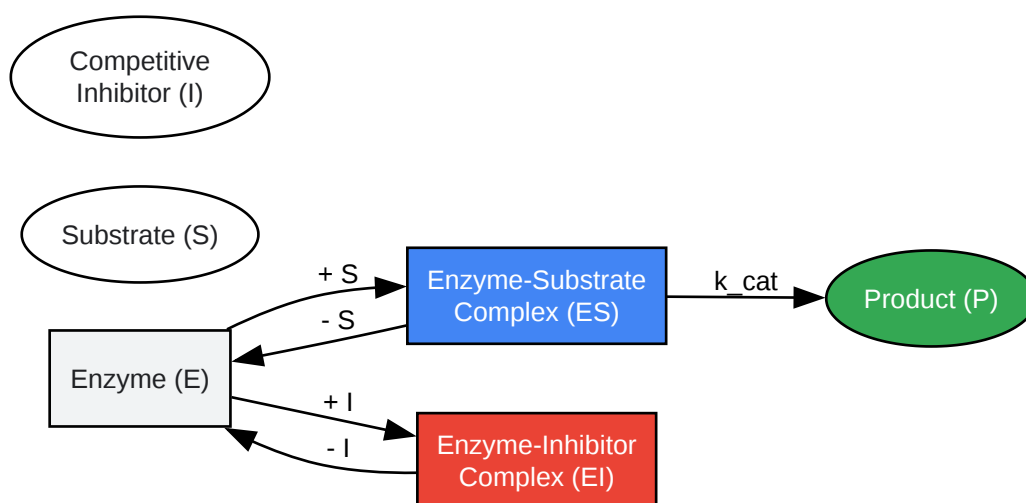 Competitive
Inhibitor (I)
Substrate (S)
+ S
- S
Enzyme-Substrate
Complex (ES)
k_cat
Product (P)
Enzyme (E)
+ I
- I
Enzyme-Inhibitor
Complex (EI)